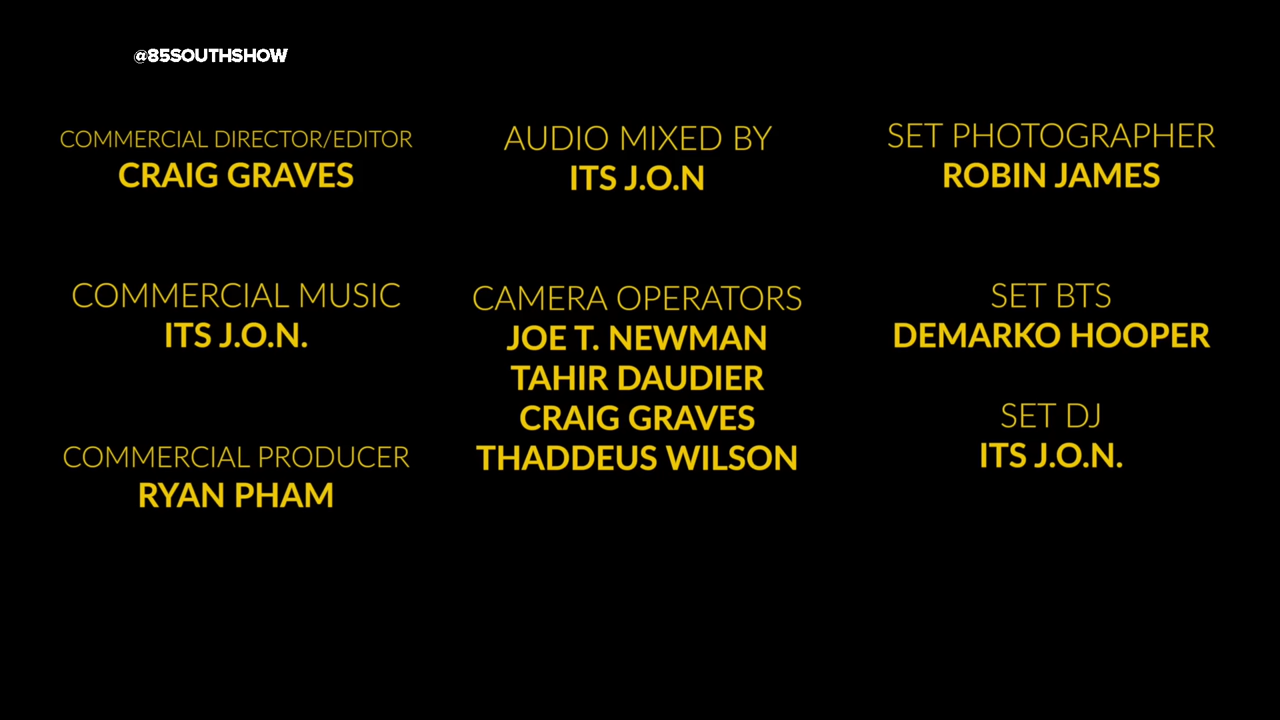 @85SOUTHSHOW
COMMERCIAL DIRECTOR/EDITOR
CRAIG GRAVES
COMMERCIAL MUSIC
ITS J.O.N.
COMMERCIAL PRODUCER
RYAN PHAM
AUDIO MIXED BY
ITS J.O.N
CAMERA OPERATORS
JOE T. NEWMAN
TAHIR DAUDIER
CRAIG GRAVES
THADDEUS WILSON
SET PHOTOGRAPHER
ROBIN JAMES
SET BTS
DEMARKO HOOPER
SET DJ
ITS J.O.N.